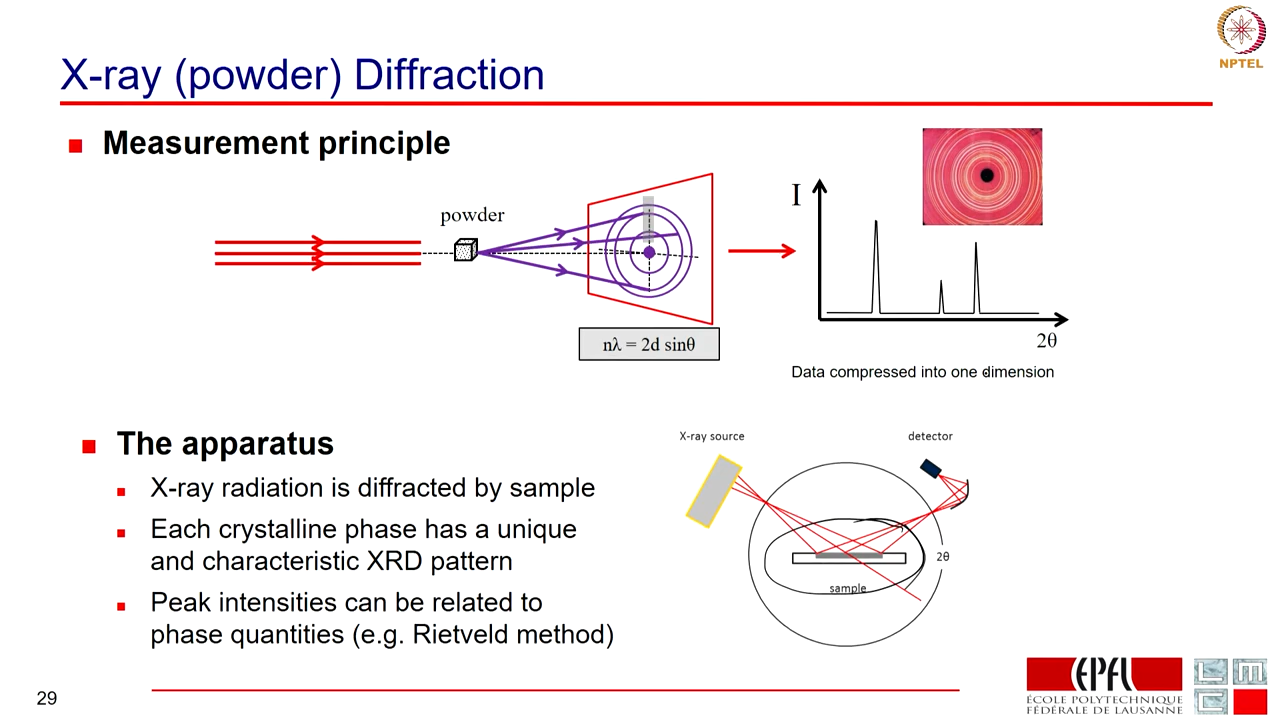 NPTEL
X-ray (powder) Diffraction
Measurement principle
powder
nλ = 2d sinθ
I
2θ
Data compressed into one dimension
The apparatus
X-ray radiation is diffracted by sample
Each crystalline phase has a unique
and characteristic XRD pattern
Peak intensities can be related to
phase quantities (e.g. Rietveld method)
X-ray source
detector
2θ
sample
29
EPFL
ÉCOLE POLYTECHNIQUE
FÉDÉRALE DE LAUSANNE
L M
C